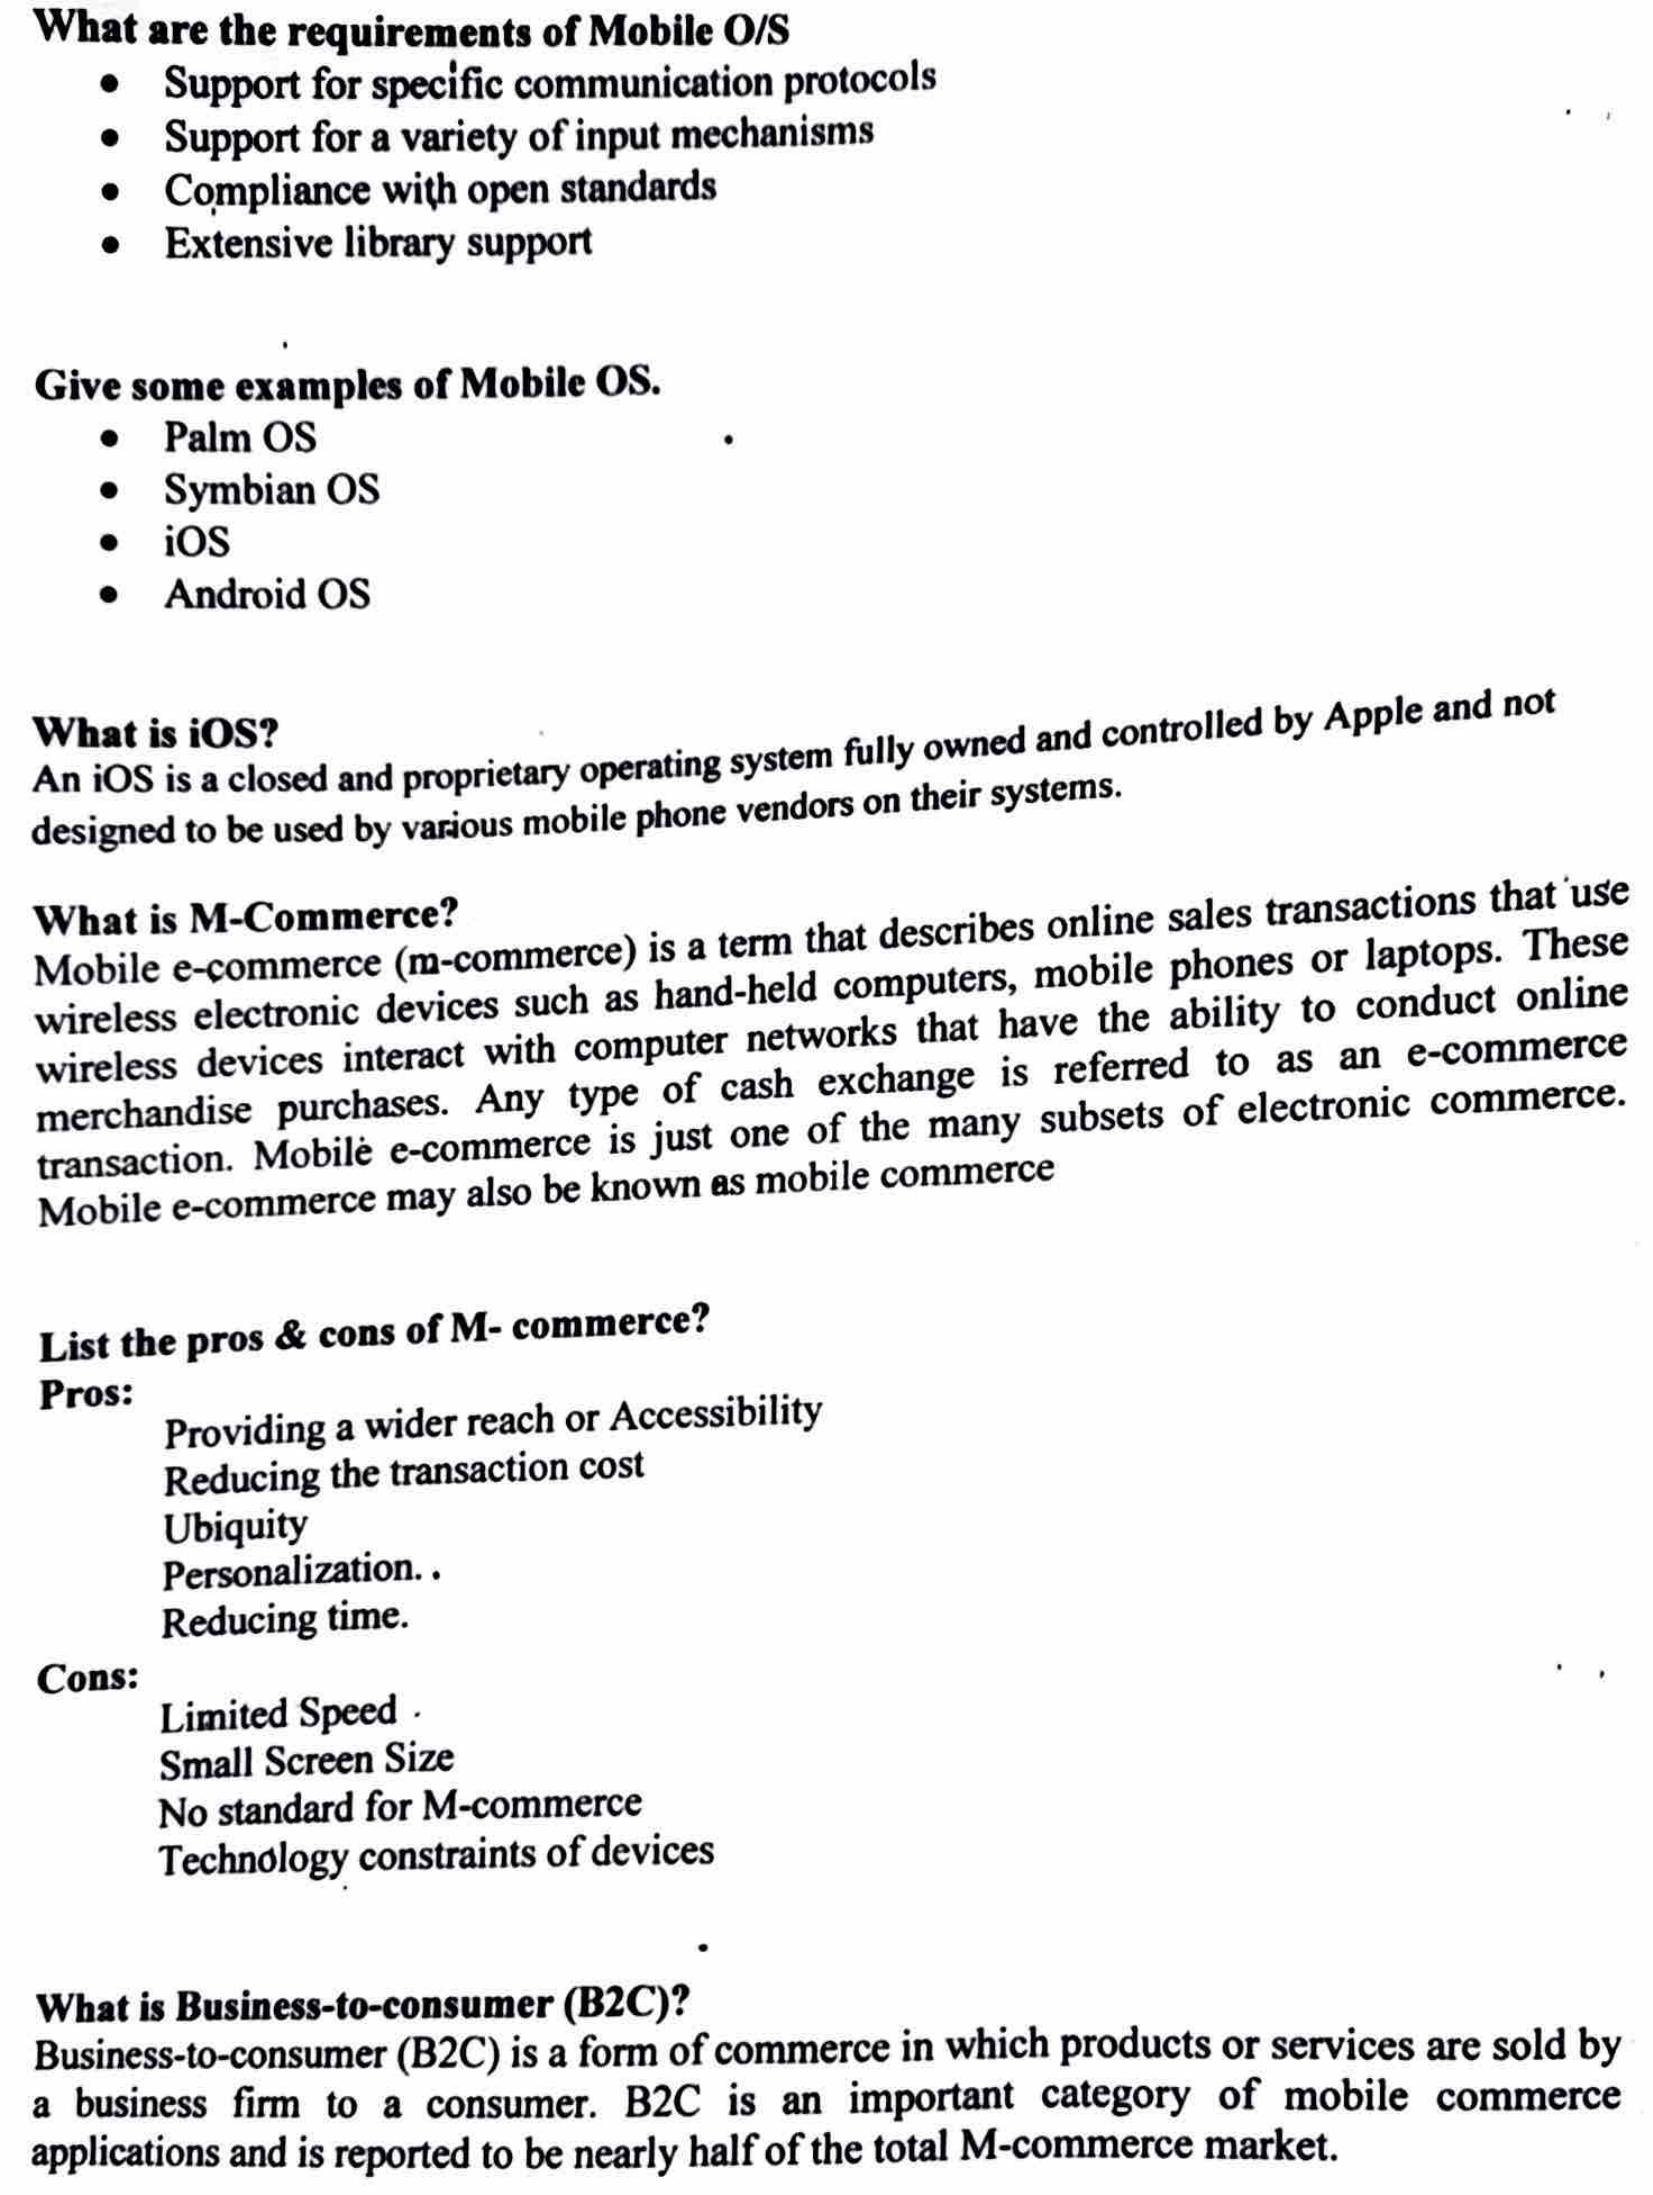 What are the requirements of Mobile O/S
• Support for specific communication protocols
• Support for a variety of input mechanisms
• Compliance with open standards
• Extensive library support
Give some examples of Mobile OS.
• Palm OS
• Symbian OS
• iOS
• Android OS
What is iOS?
An iOS is a closed and proprietary operating system fully owned and controlled by Apple and not
designed to be used by various mobile phone vendors on their systems.
What is M-Commerce?
Mobile e-commerce (m-commerce) is a term that describes online sales transactions that use
wireless electronic devices such as hand-held computers, mobile phones or laptops. These
wireless devices interact with computer networks that have the ability to conduct online
merchandise purchases. Any type of cash exchange is referred to as an e-commerce
transaction. Mobile e-commerce is just one of the many subsets of electronic commerce.
Mobile e-commerce may also be known as mobile commerce
List the pros & cons of M- commerce?
Pros:
Providing a wider reach or Accessibility
Reducing the transaction cost
Ubiquity
Personalization. .
Reducing time.
Cons:
Limited Speed
Small Screen Size
No standard for M-commerce
Technology constraints of devices
What is Business-to-consumer (B2C)?
Business-to-consumer (B2C) is a form of commerce in which products or services are sold by
a business firm to a consumer. B2C is an important category of mobile commerce
applications and is reported to be nearly half of the total M-commerce market.